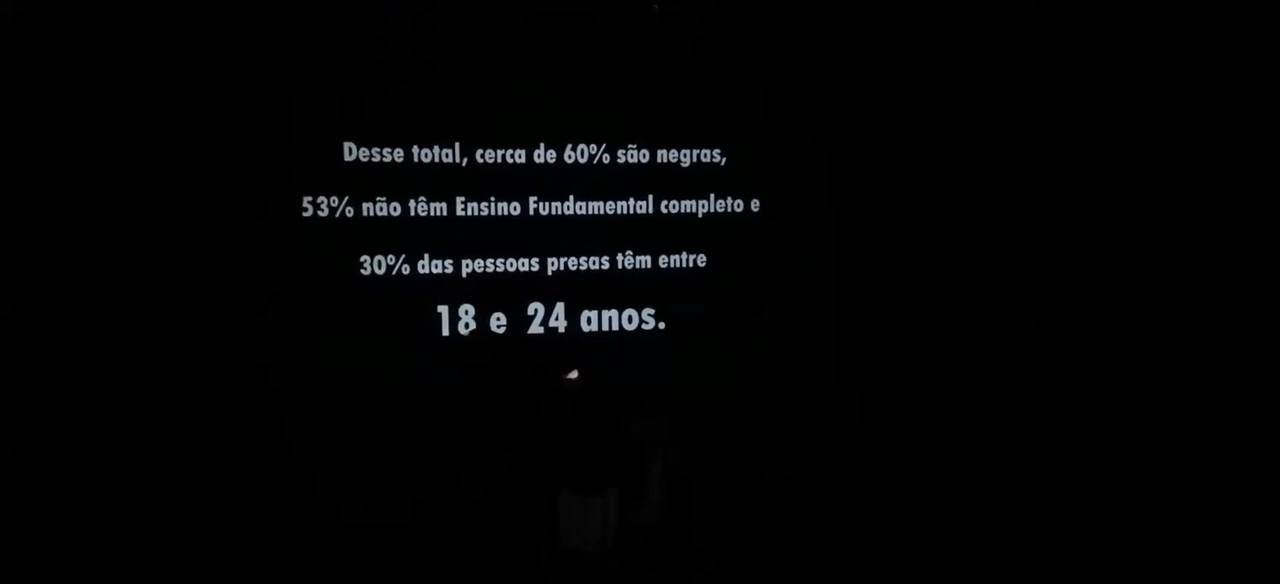 Desse total, cerca de 60% são negras,
53% não têm Ensino Fundamental completo e
30% das pessoas presas têm entre
18 e 24 anos.